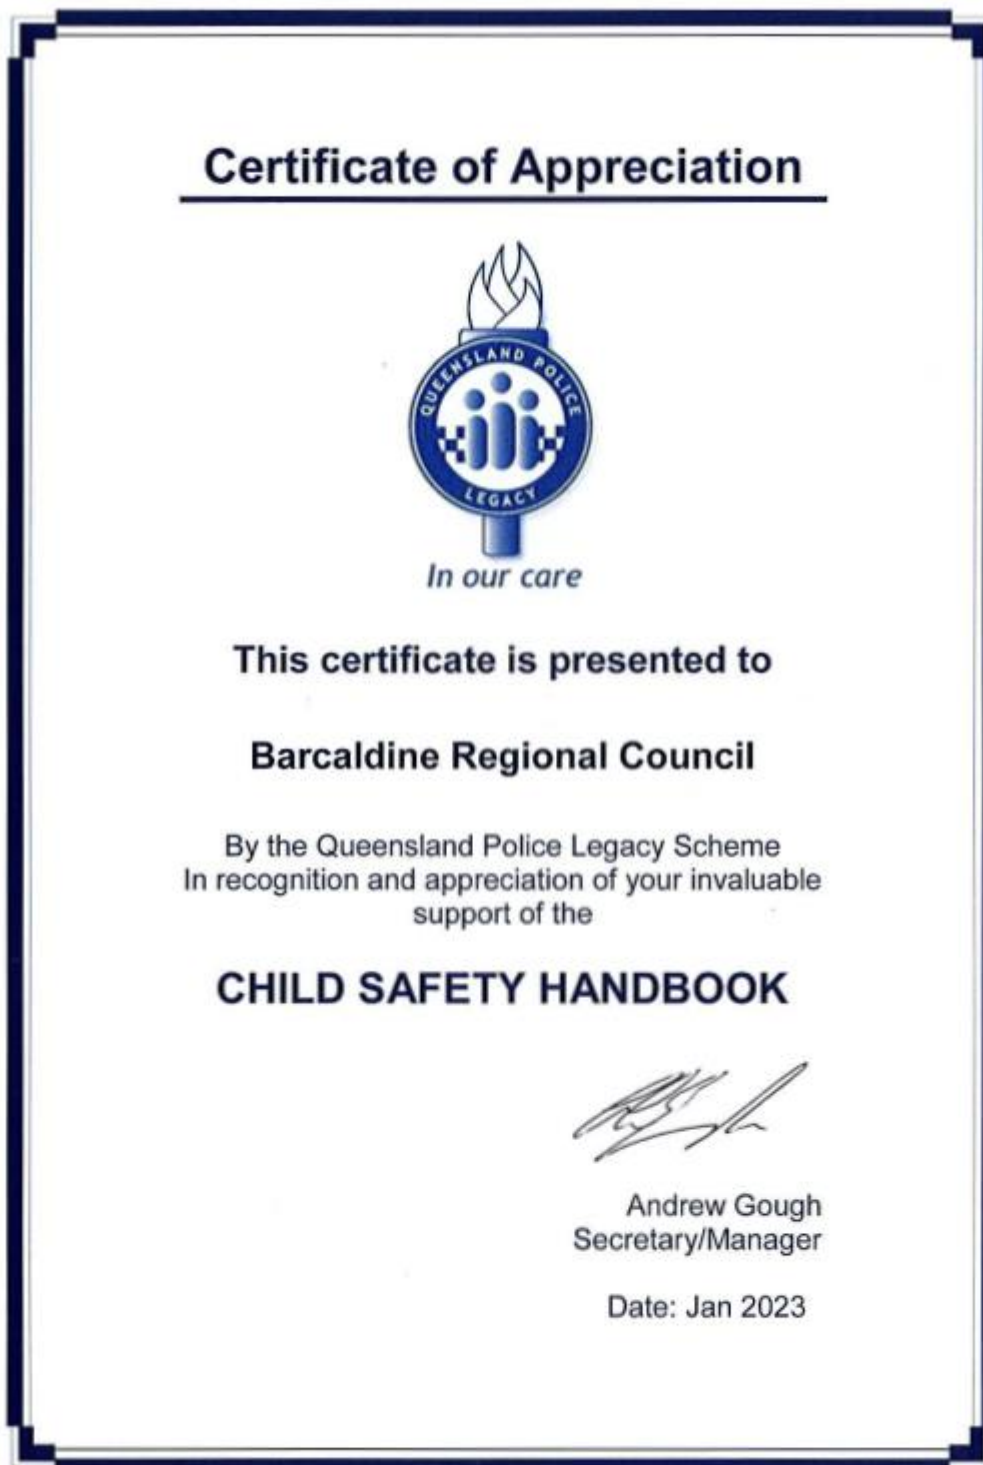 Certificate of Appreciation
QUEENSLAND POLICE
LEGACY
In our care
This certificate is presented to
Barcaldine Regional Council
By the Queensland Police Legacy Scheme
In recognition and appreciation of your invaluable
support of the
CHILD SAFETY HANDBOOK
Andrew Gough
Secretary/Manager
Date: Jan 2023